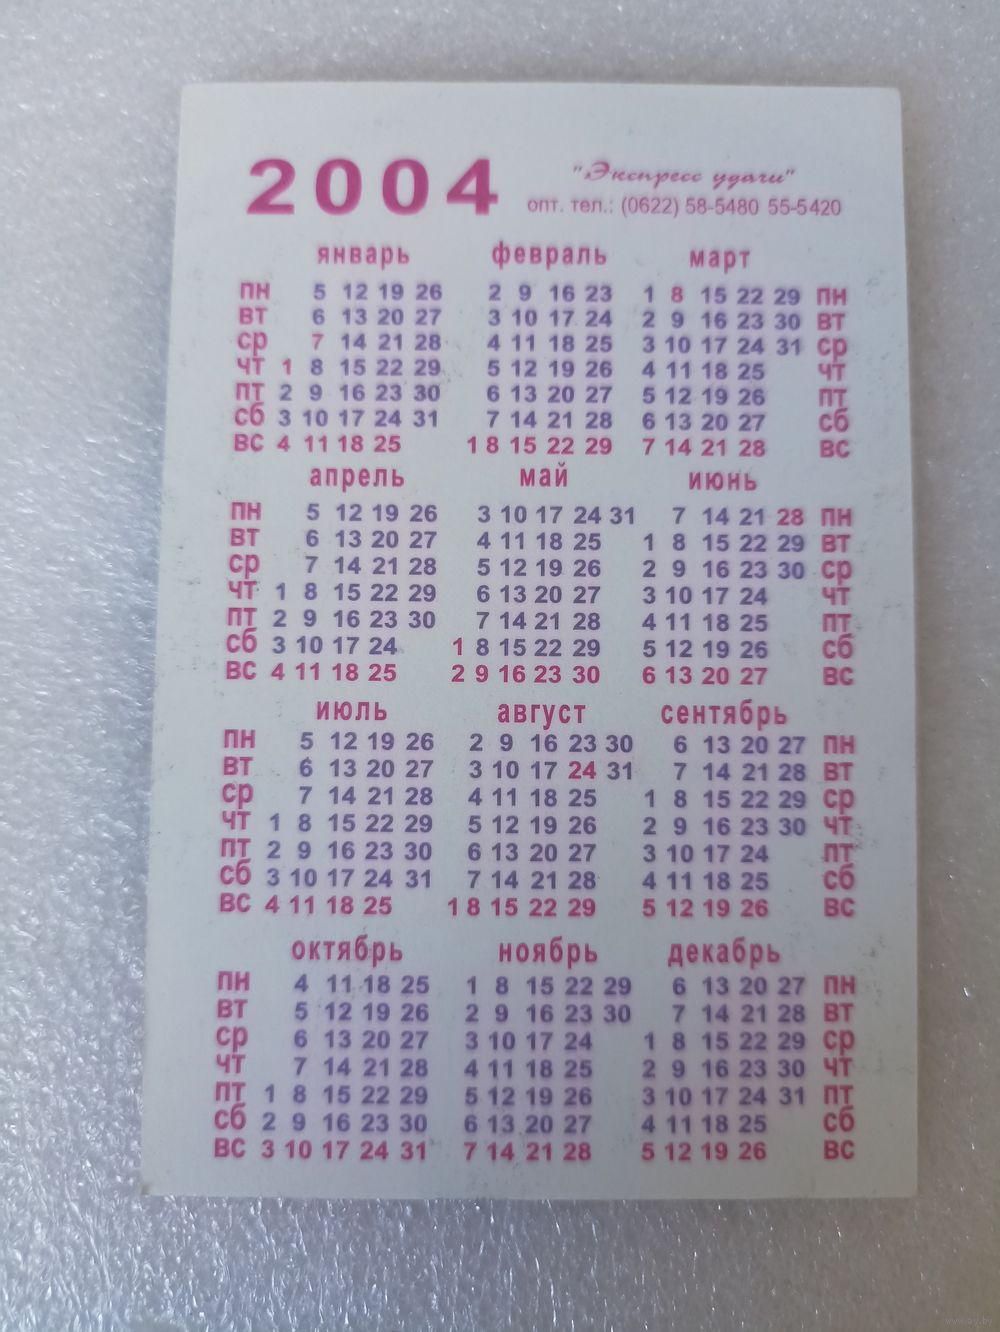 2004 "Экспресс удачи"
опт. тел.: (0622) 58-5480 55-5420
январь февраль март
пн 5 12 19 26 2 9 16 23 1 8 15 22 29 пн
вт 6 13 20 27 3 10 17 24 2 9 16 23 30 вт
ср 7 14 21 28 4 11 18 25 3 10 17 24 31 ср
чт 1 8 15 22 29 5 12 19 26 4 11 18 25 чт
пт 2 9 16 23 30 6 13 20 27 5 12 19 26 пт
сб 3 10 17 24 31 7 14 21 28 6 13 20 27 сб
вс 4 11 18 25 1 8 15 22 29 7 14 21 28 вс
апрель май июнь
пн 5 12 19 26 3 10 17 24 31 7 14 21 28 пн
вт 6 13 20 27 4 11 18 25 1 8 15 22 29 вт
ср 7 14 21 28 5 12 19 26 2 9 16 23 30 ср
чт 1 8 15 22 29 6 13 20 27 3 10 17 24 чт
пт 2 9 16 23 30 7 14 21 28 4 11 18 25 пт
сб 3 10 17 24 1 8 15 22 29 5 12 19 26 сб
вс 4 11 18 25 2 9 16 23 30 6 13 20 27 вс
июль август сентябрь
пн 5 12 19 26 2 9 16 23 30 6 13 20 27 пн
вт 6 13 20 27 3 10 17 24 31 7 14 21 28 вт
ср 7 14 21 28 4 11 18 25 1 8 15 22 29 ср
чт 1 8 15 22 29 5 12 19 26 2 9 16 23 30 чт
пт 2 9 16 23 30 6 13 20 27 3 10 17 24 пт
сб 3 10 17 24 31 7 14 21 28 4 11 18 25 сб
вс 4 11 18 25 1 8 15 22 29 5 12 19 26 вс
октябрь ноябрь декабрь
пн 4 11 18 25 1 8 15 22 29 6 13 20 27 пн
вт 5 12 19 26 2 9 16 23 30 7 14 21 28 вт
ср 6 13 20 27 3 10 17 24 1 8 15 22 29 ср
чт 7 14 21 28 4 11 18 25 2 9 16 23 30 чт
пт 1 8 15 22 29 5 12 19 26 3 10 17 24 31 пт
сб 2 9 16 23 30 6 13 20 27 4 11 18 25 сб
вс 3 10 17 24 31 7 14 21 28 5 12 19 26 вс